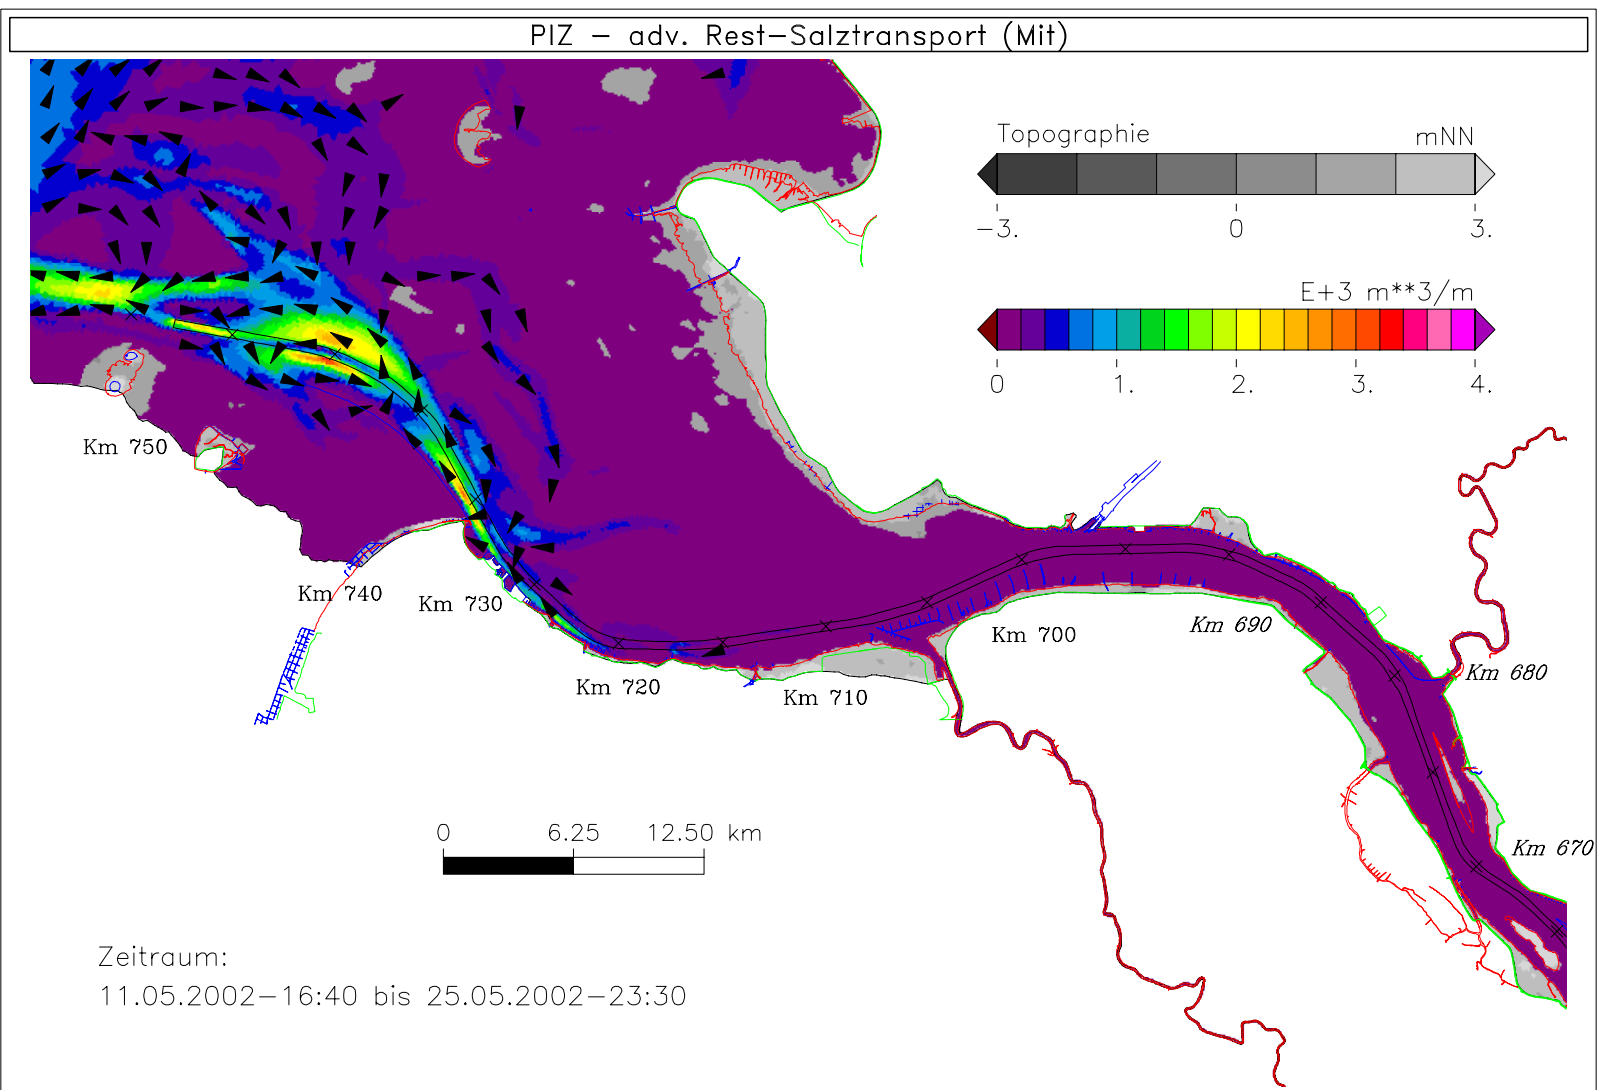 PIZ - adv. Rest-Salztransport (Mit)
Topographie mNN
-3. 0 3.
E+3 m**3/m
0 1. 2. 3. 4.
Km 750
Km 740
Km 730
Km 720
Km 710
Km 700
Km 690
Km 680
Km 670
0 6.25 12.50 km
Zeitraum:
11.05.2002-16:40 bis 25.05.2002-23:30